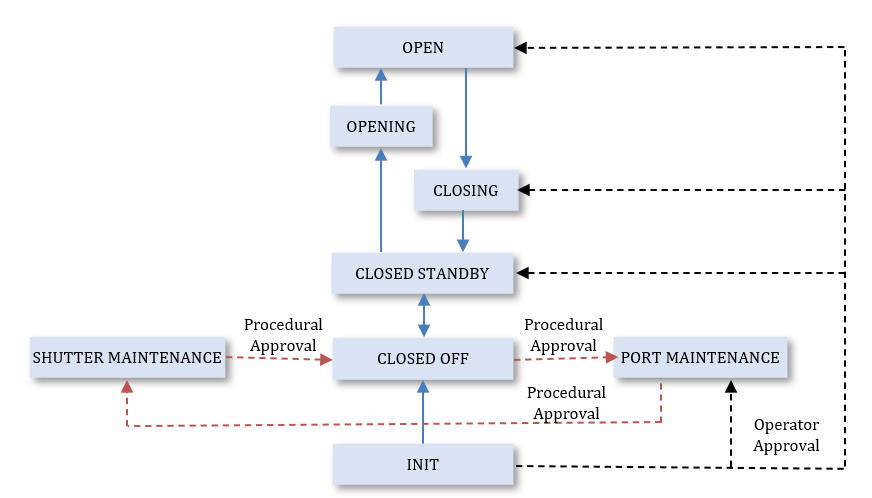 OPEN
OPENING
CLOSING
CLOSED STANDBY
Procedural
Approval
Procedural
Approval
SHUTTER MAINTENANCE
CLOSED OFF
PORT MAINTENANCE
Procedural
Approval
Operator
Approval
INIT